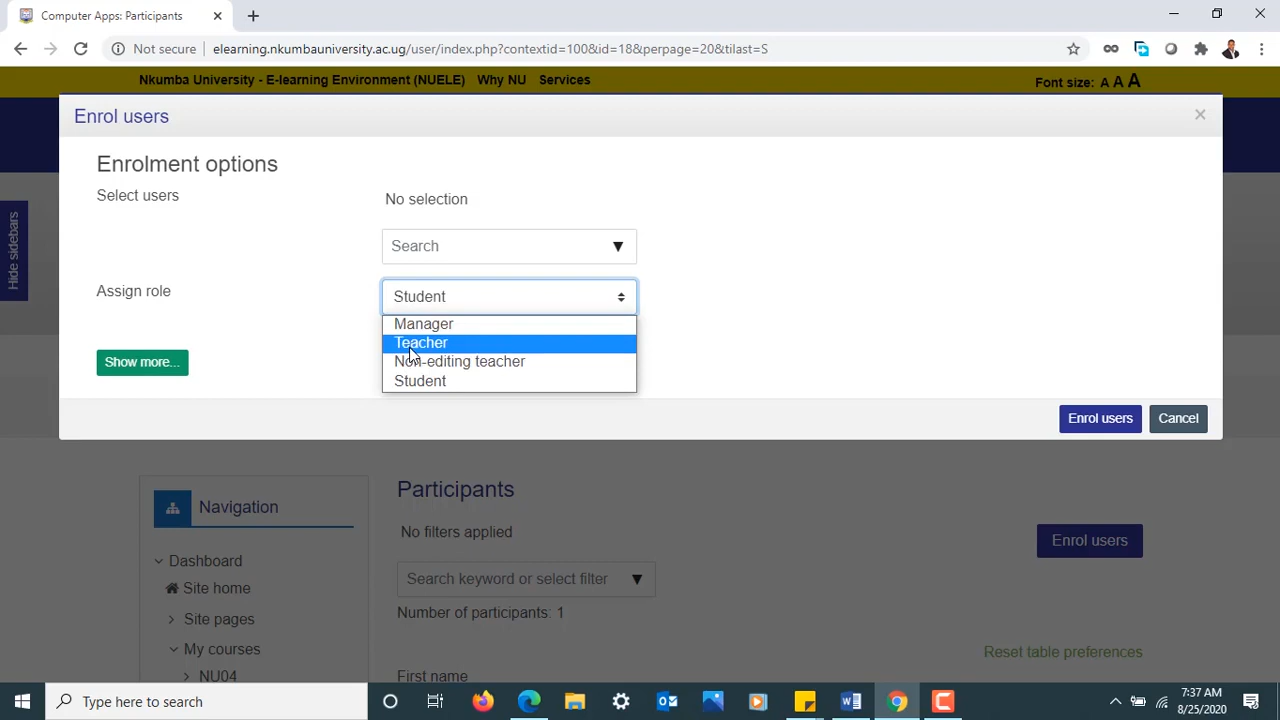 Computer Apps: Participants
Not secure
elearning.nkumbauniversity.ac.ug/user/index.php?contextid=100&id=18&perpage=20&tilast=S
Nkumba University - E-learning Environment (NUELE) Why NU Services
Font size: A A A
Enrol users
Enrolment options
Select users
No selection
Search
Assign role
Student
Manager
Teacher
Non-editing teacher
Student
Show more...
Enrol users Cancel
Hide sidebars
Navigation
Dashboard
Site home
Site pages
My courses
NU04
Participants
No filters applied
Enrol users
Search keyword or select filter
Number of participants: 1
Reset table preferences
First name
Type here to search
7:37 AM
8/25/2020